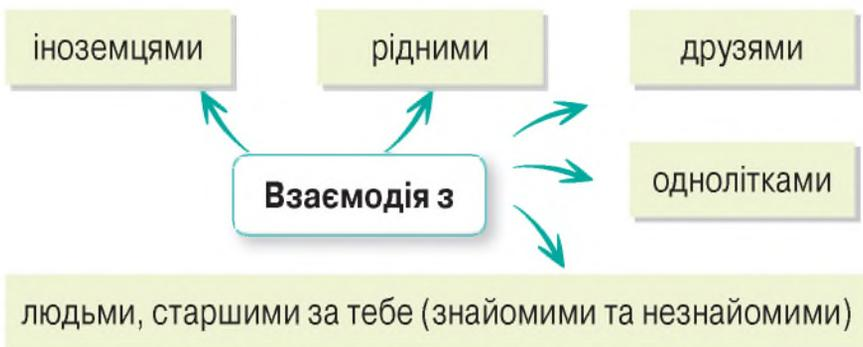 іноземцями
рідними
друзями
Взаємодія з
однолітками
людьми, старшими за тебе (знайомими та незнайомими)